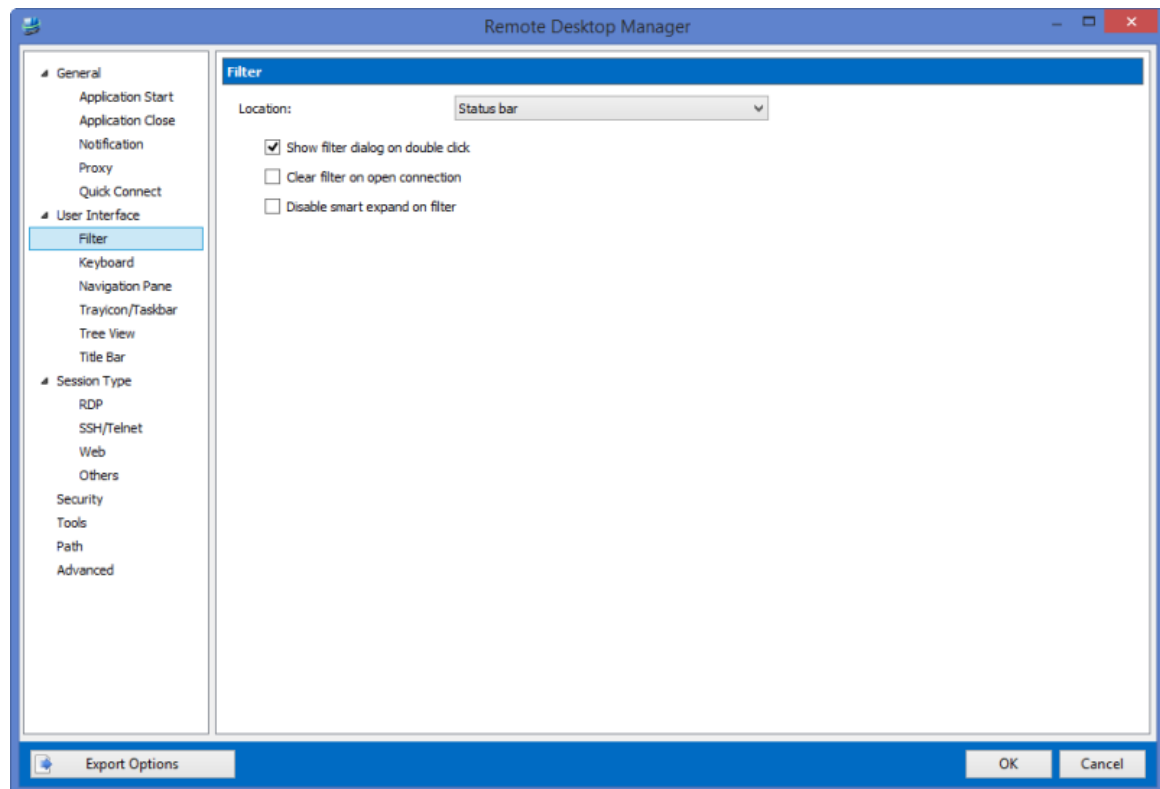 Remote Desktop Manager
General
Application Start
Application Close
Notification
Proxy
Quick Connect
User Interface
Filter
Keyboard
Navigation Pane
Trayicon/Taskbar
Tree View
Title Bar
Session Type
RDP
SSH/Telnet
Web
Others
Security
Tools
Path
Advanced
Filter
Location: Status bar
Show filter dialog on double click
Clear filter on open connection
Disable smart expand on filter
Export Options
OK Cancel